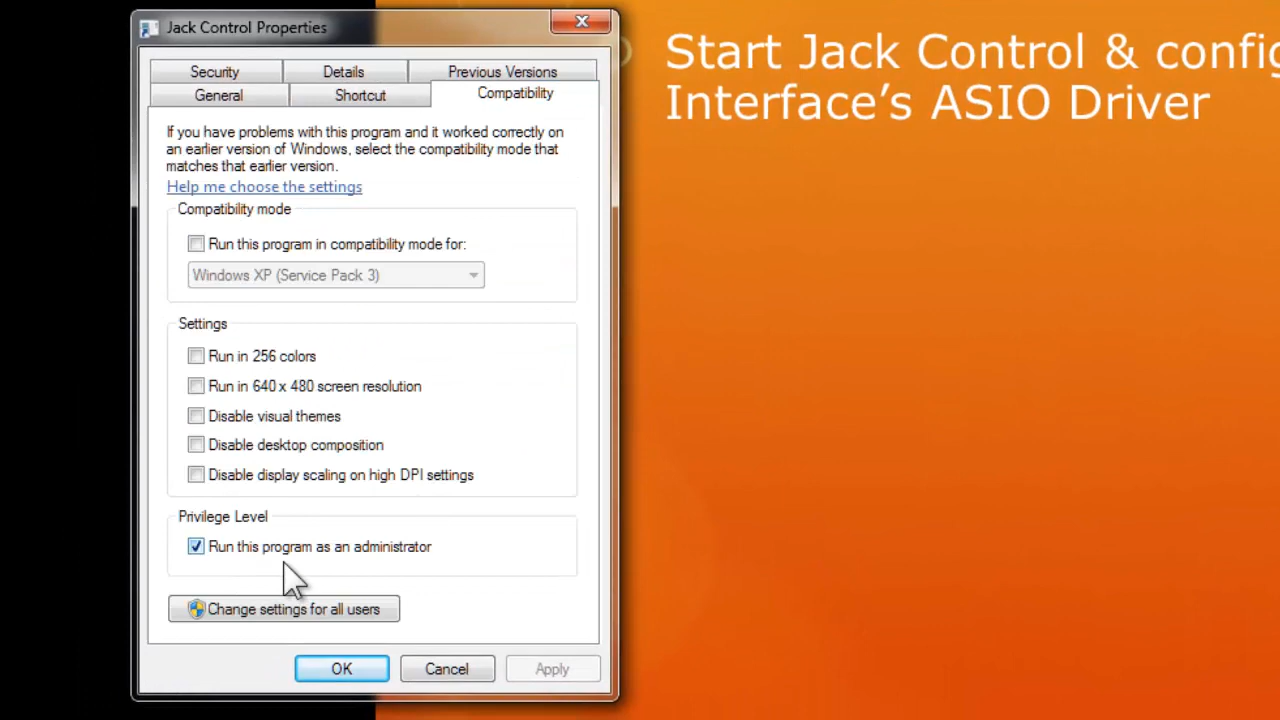 Jack Control Properties
Security
Details
Previous Versions
General
Shortcut
Compatibility
If you have problems with this program and it worked correctly on
an earlier version of Windows, select the compatibility mode that
matches that earlier version.
Help me choose the settings
Compatibility mode
Run this program in compatibility mode for:
Windows XP (Service Pack 3)
Settings
Run in 256 colors
Run in 640 x 480 screen resolution
Disable visual themes
Disable desktop composition
Disable display scaling on high DPI settings
Privilege Level
Run this program as an administrator
Change settings for all users
OK
Cancel
Apply
Start Jack Control & config
Interface's ASIO Driver